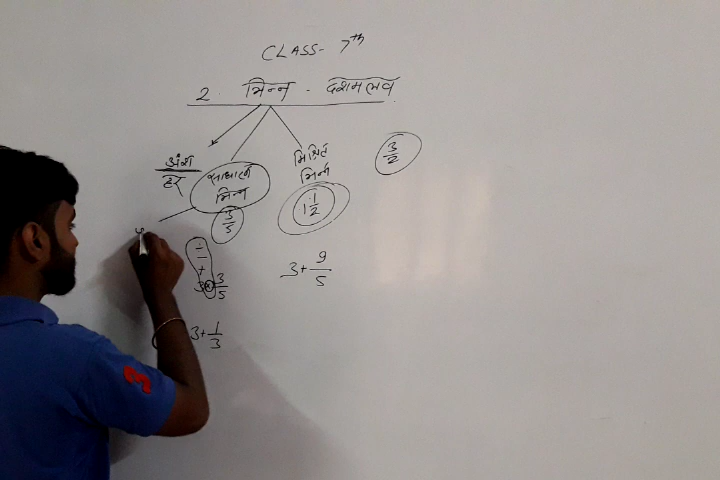 CLASS- 7th
2. भिन्न - दशमलव
अंश
हर
साधारण
भिन्न
3/5
मिश्रित
भिन्न
1 1/2
3/2
3 + 9/5
3/5
3 + 1/3
3